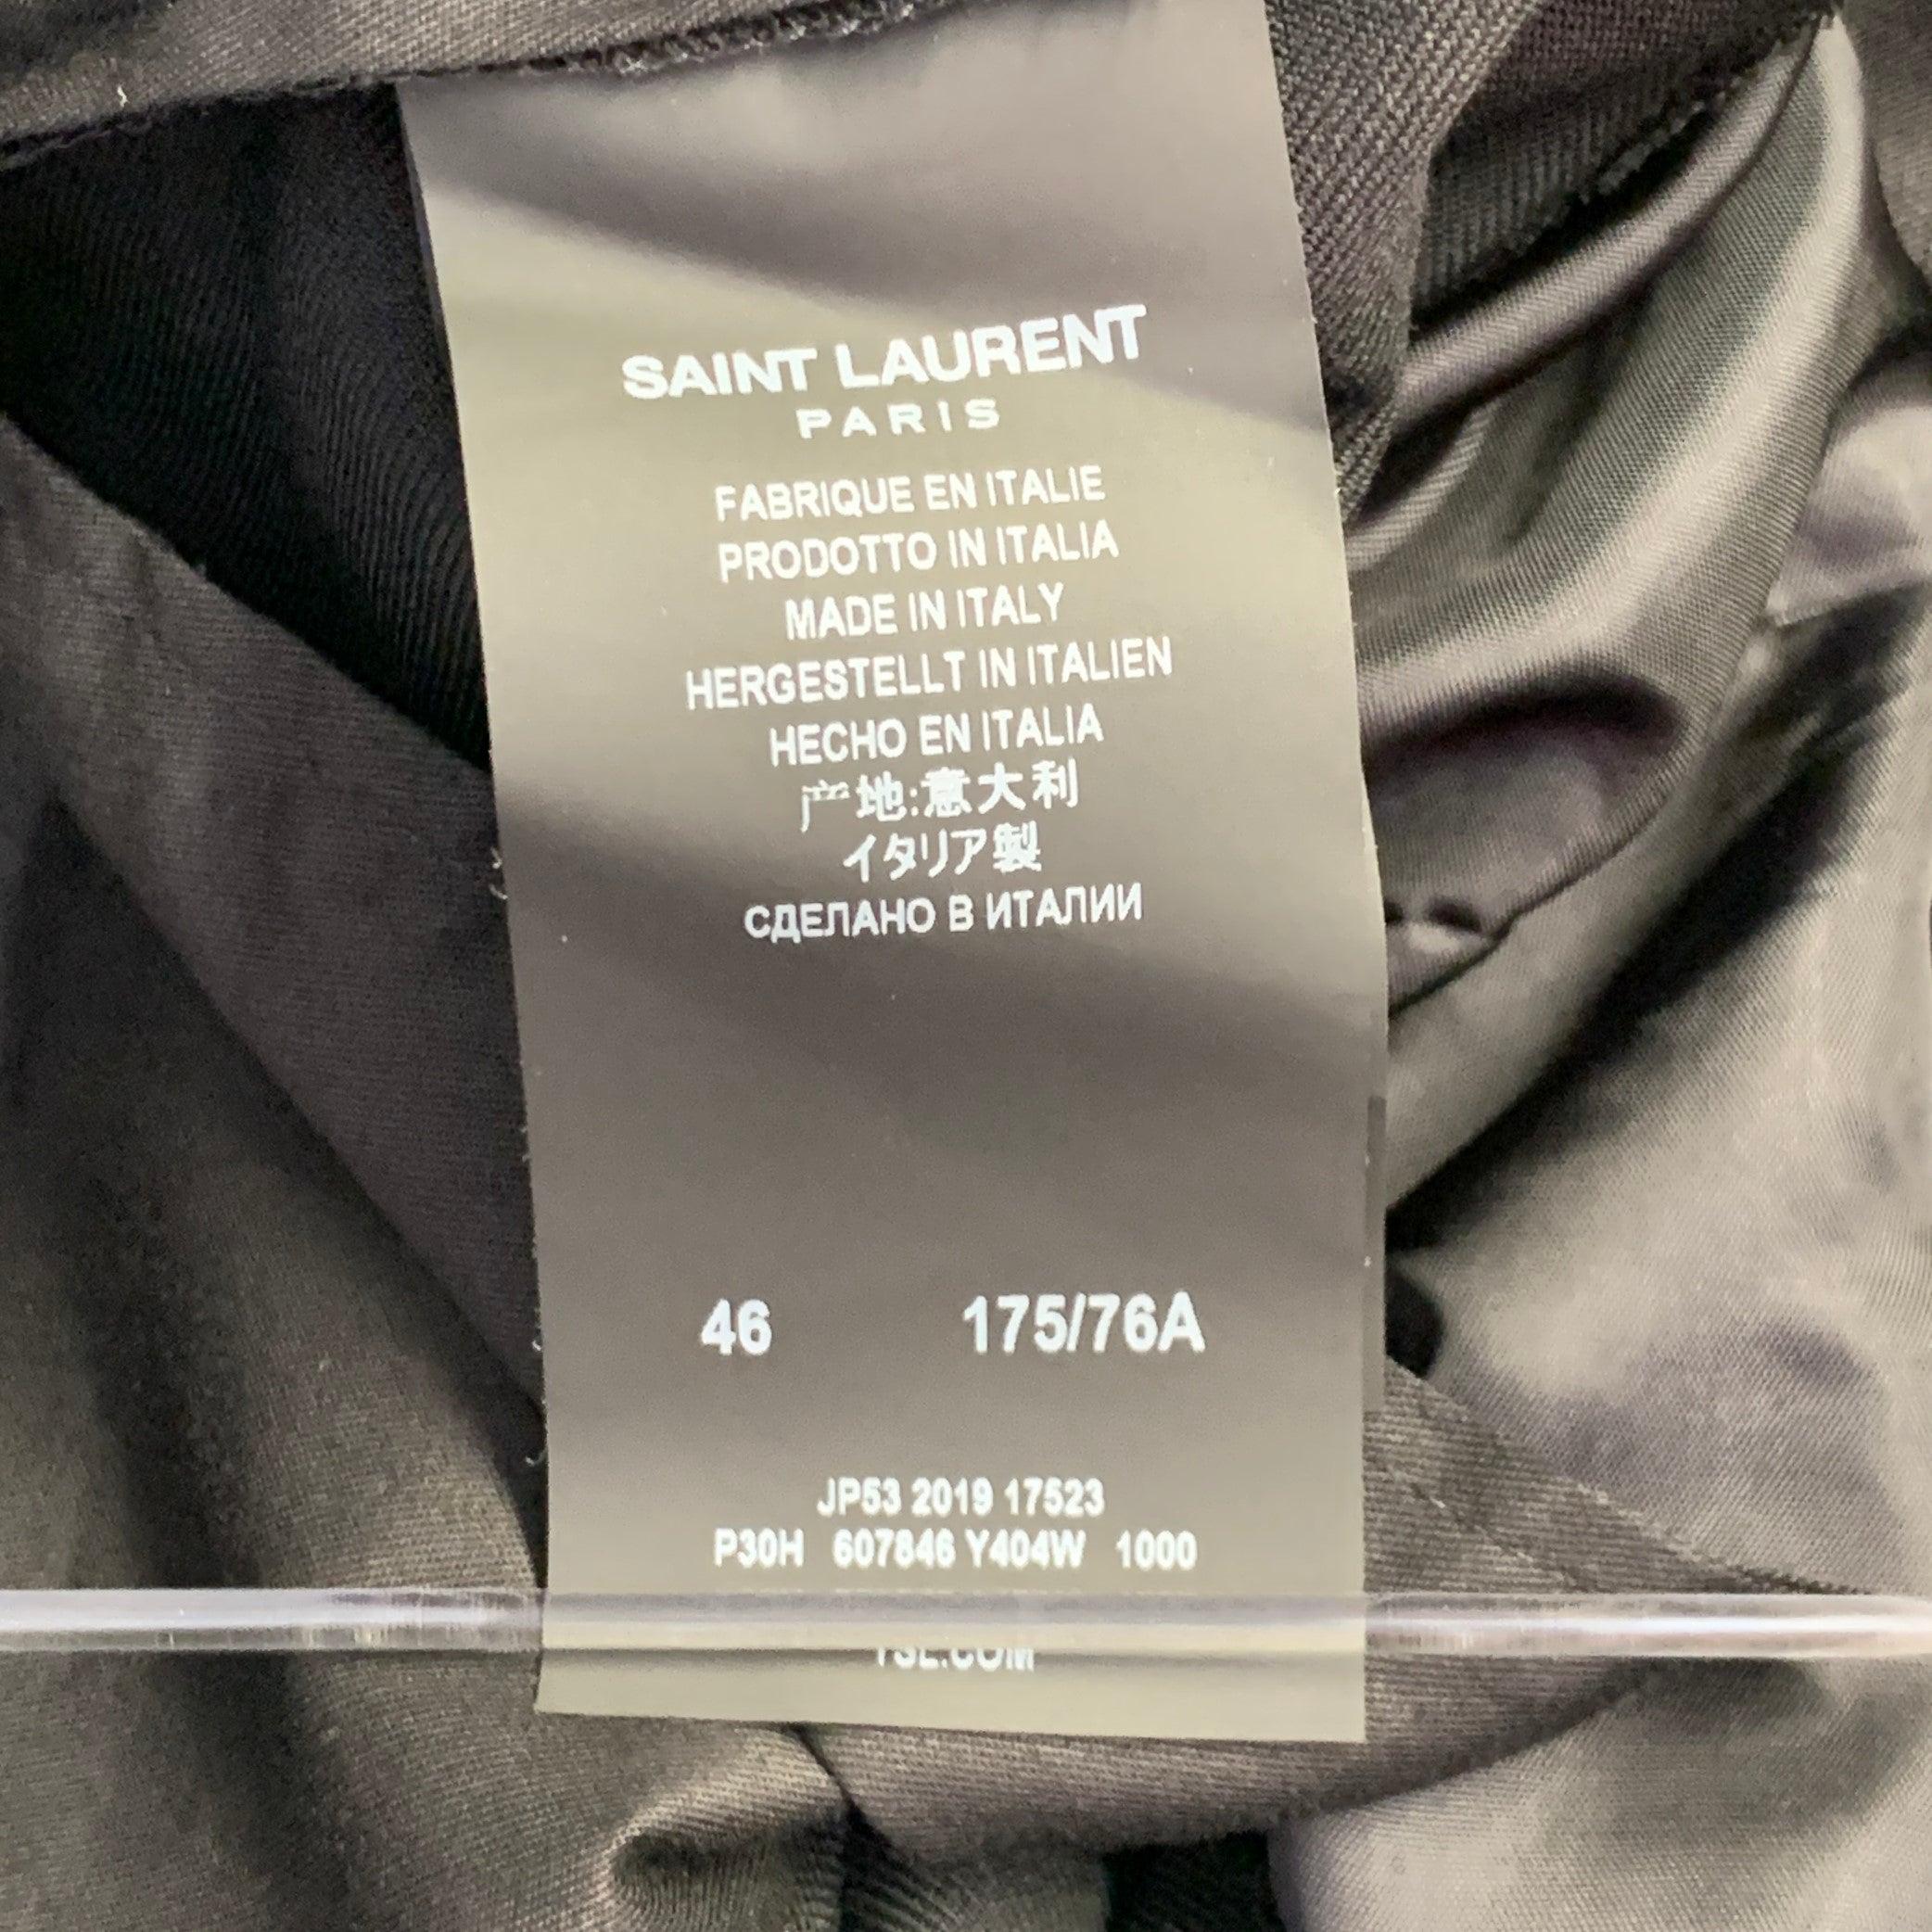 SAINT LAURENT
PARIS
FABRIQUE EN ITALIE
PRODOTTO IN ITALIA
MADE IN ITALY
HERGESTELLT IN ITALIEN
HECHO EN ITALIA
产地:意大利
イタリア製
СДЕЛАНО В ИТАЛИИ
46 175/76A
JP53 2019 17523
P30H 607846 Y404W 1000
YSL.COM